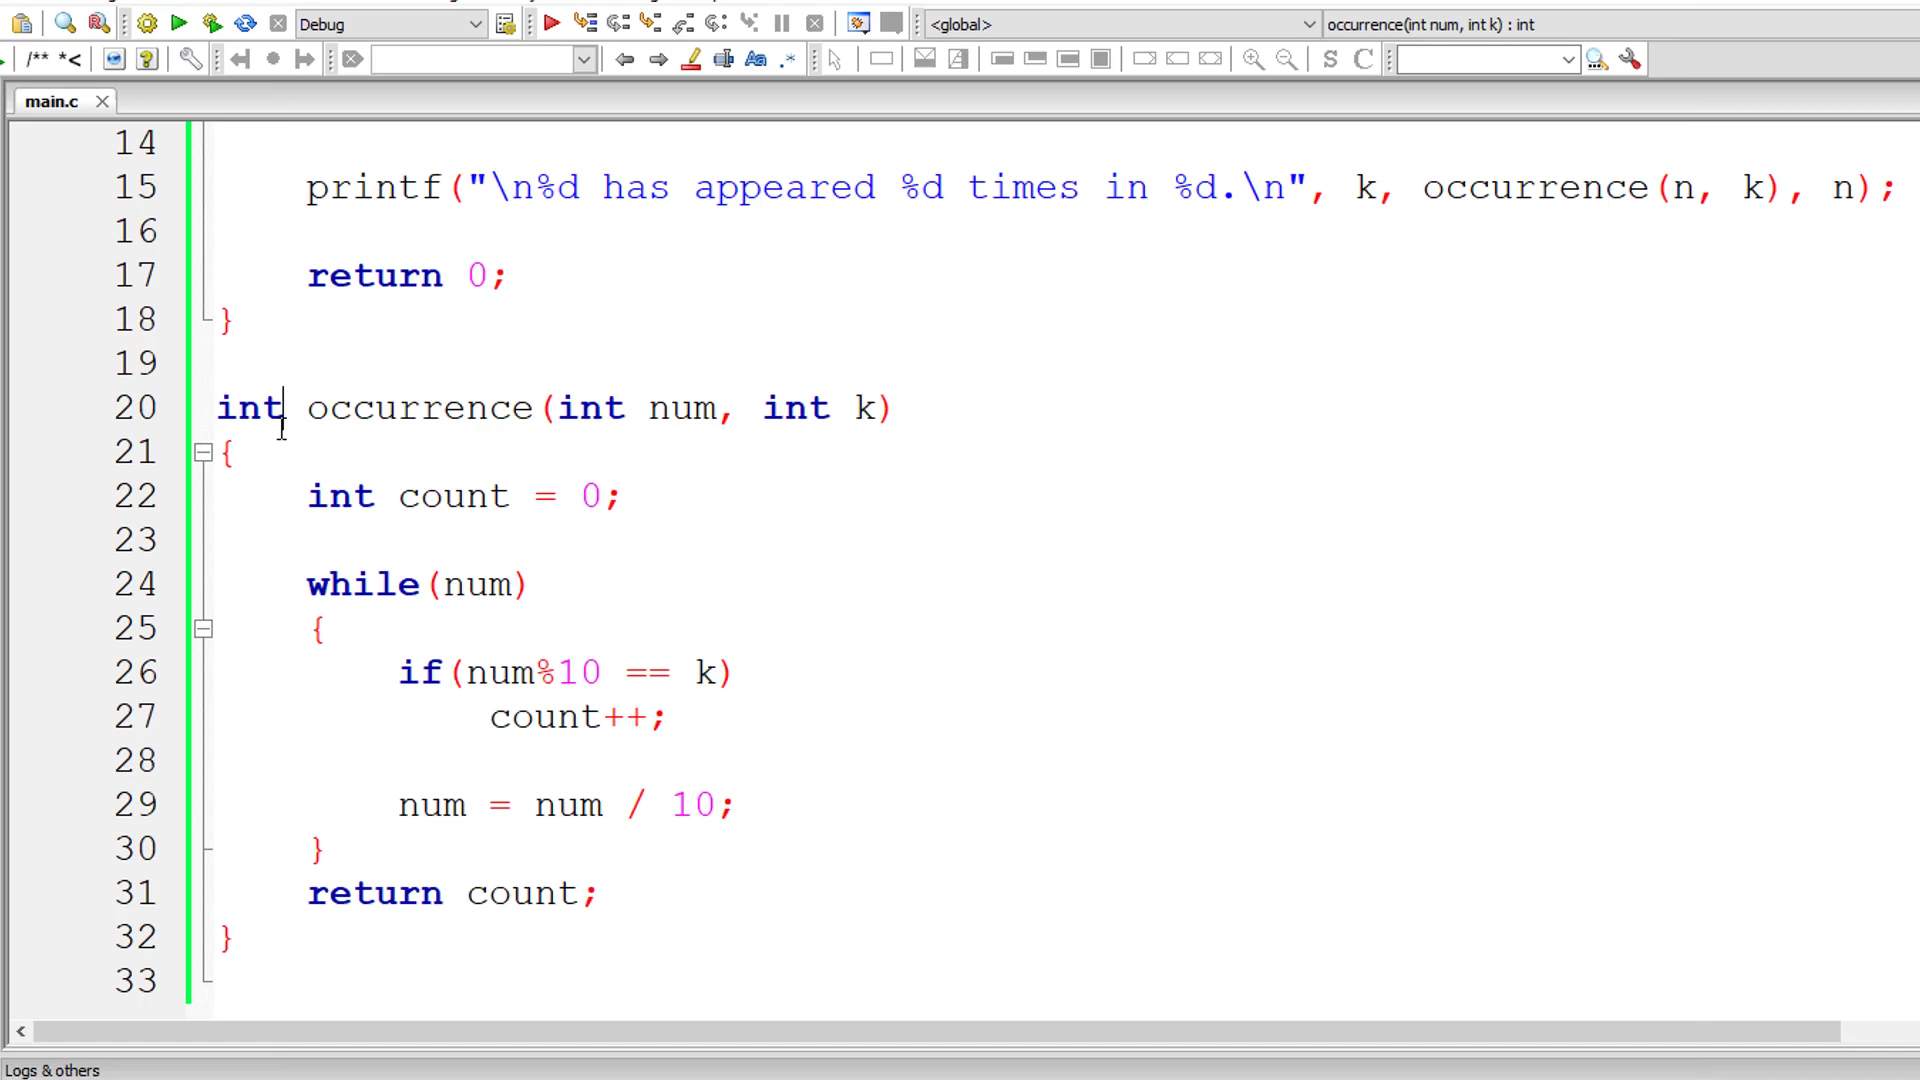 Debug
<global>
occurrence(int num, int k) : int
/** *<
Aa
.*
S
C
main.c
14
15 printf("\n%d has appeared %d times in %d.\n", k, occurrence(n, k), n);
16
17 return 0;
18 }
19
20 int occurrence(int num, int k)
21 {
22 int count = 0;
23
24 while(num)
25 {
26 if(num%10 == k)
27 count++;
28
29 num = num / 10;
30 }
31 return count;
32 }
33
Logs & others